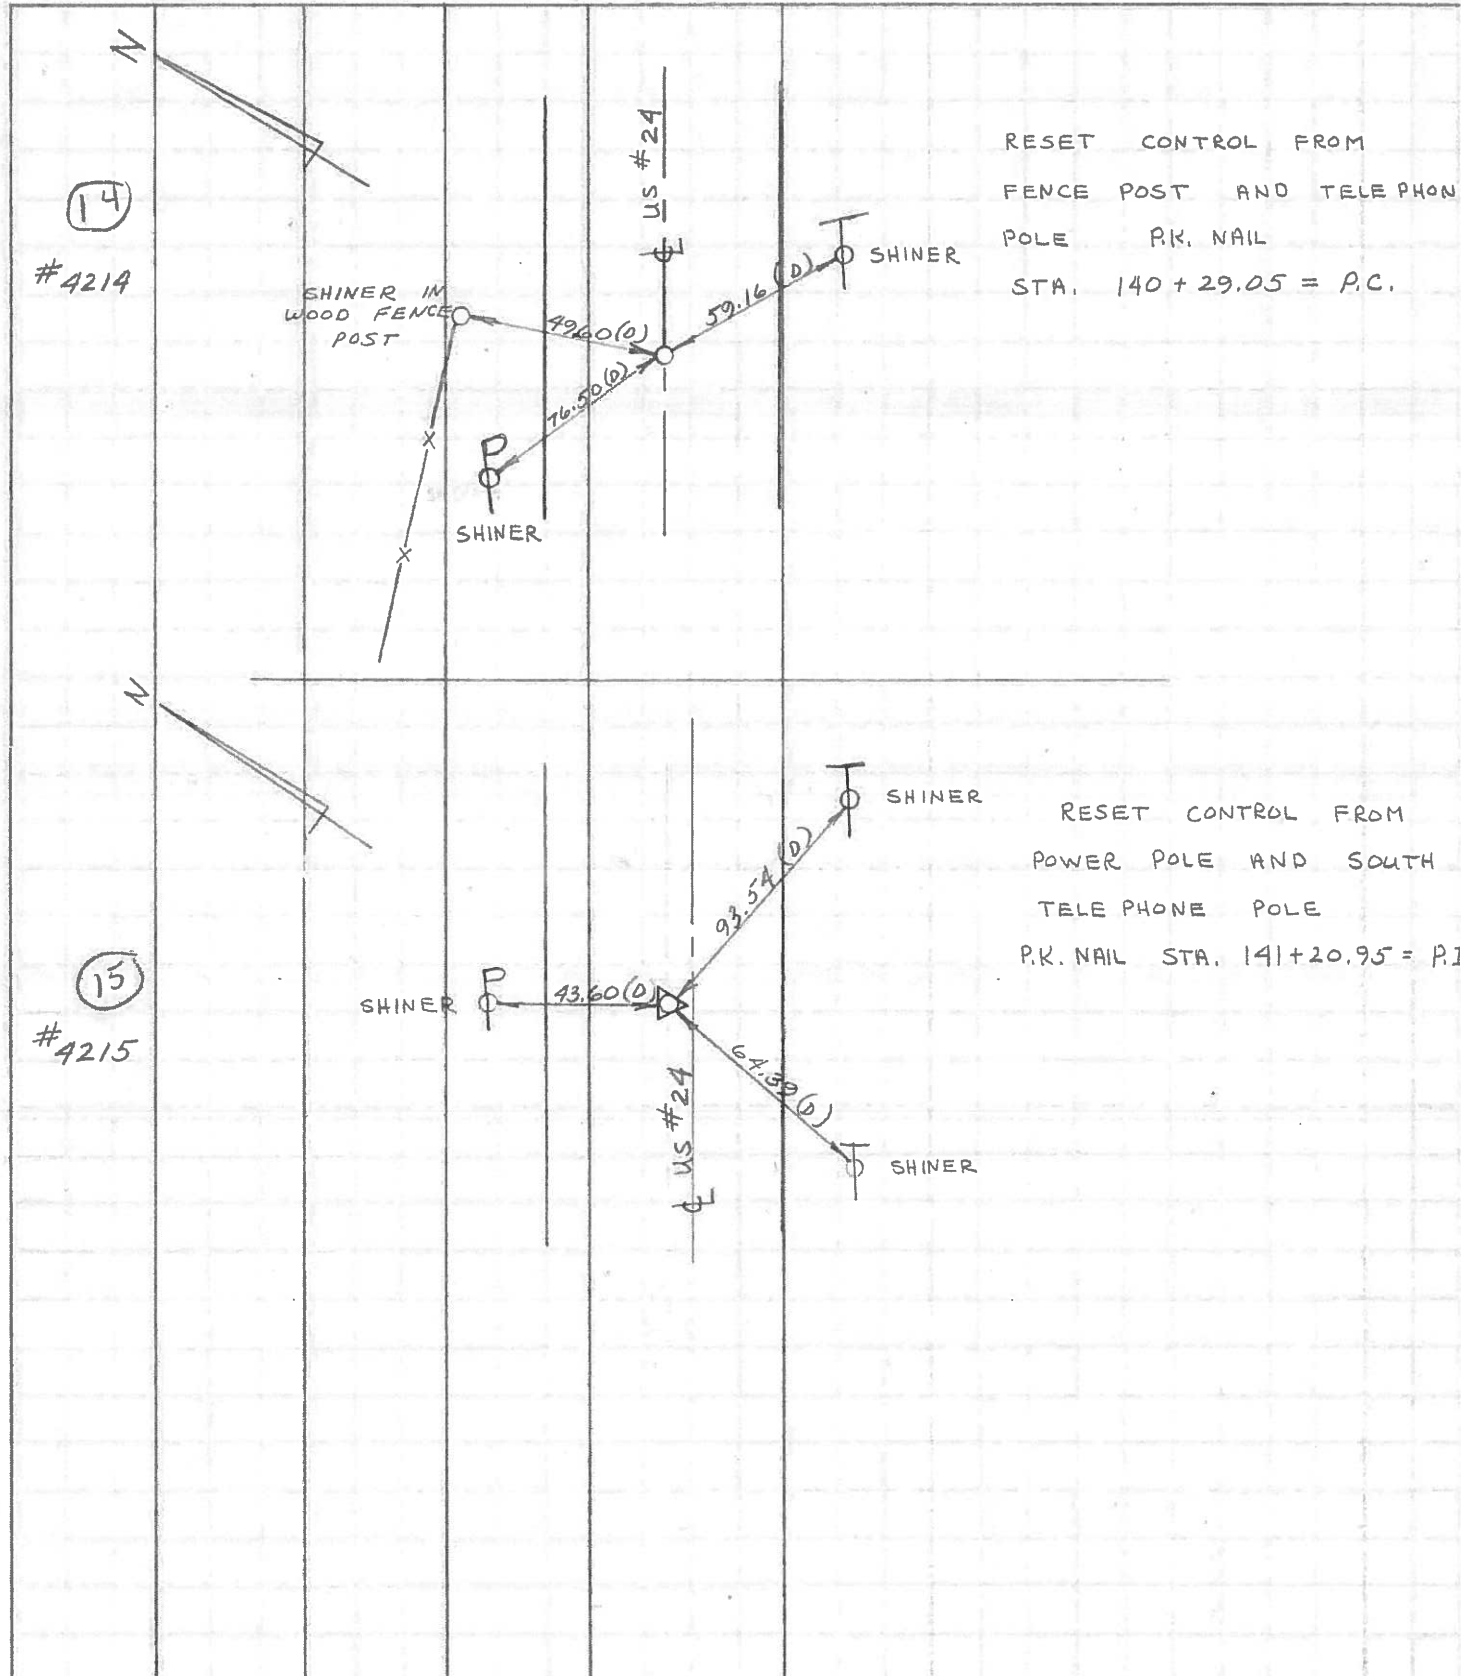 N
14
#4214
US #24
SHINER IN
WOOD FENCE
POST
49.60(D)
59.16(D)
76.50(D)
T
SHINER
P
SHINER
RESET CONTROL FROM
FENCE POST AND TELEPHON
POLE P.K. NAIL
STA. 140+29.05 = P.C.
N
15
#4215
T
SHINER
93.54(D)
P
SHINER
43.60(D)
64.39(D)
US #24
T
SHINER
RESET CONTROL FROM
POWER POLE AND SOUTH
TELEPHONE POLE
P.K. NAIL STA. 141+20.95 = P.I